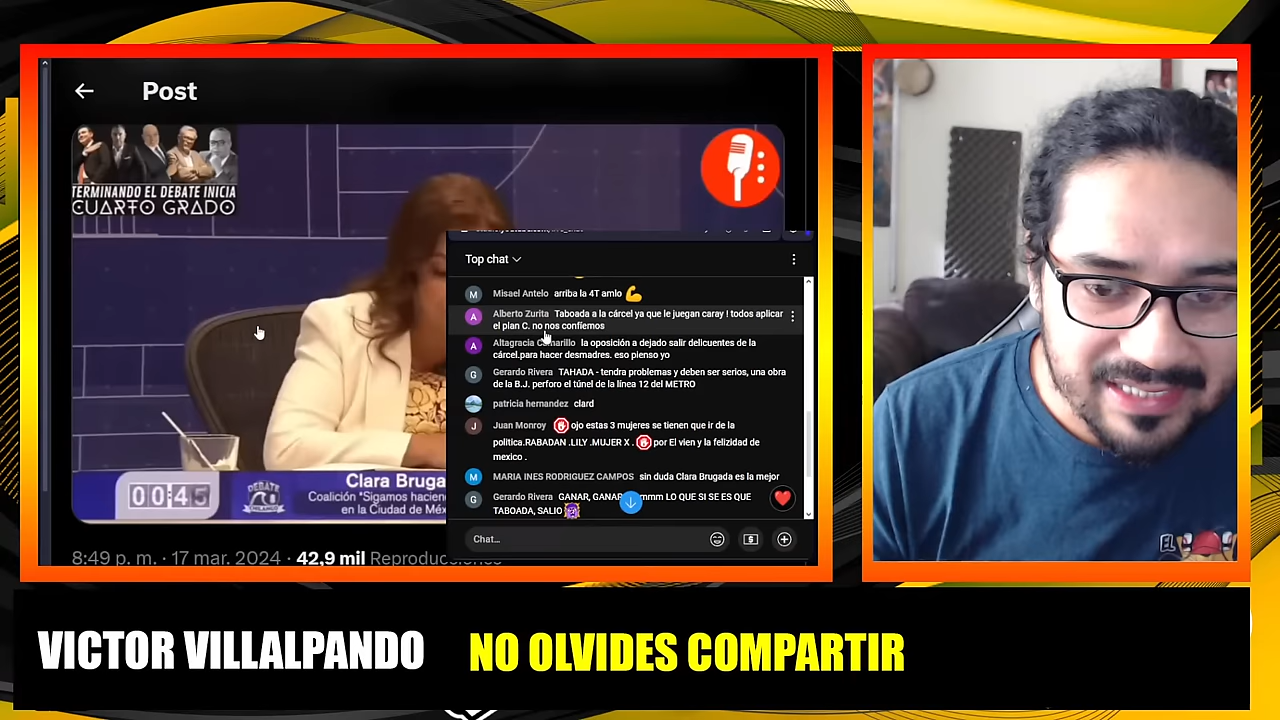 Post
TERMINANDO EL DEBATE INICIA
CUARTO GRADO
Top chat
M Misael Antelo arriba la 4T amlo
A Alberto Zurita Taboada a la cárcel ya que le juegan caray ! todos aplicar
el plan C. no nos confiemos
A Altagracia la oposición a dejado salir delicuentes de la
cárcel.para hacer desmadres. eso pienso yo
G Gerardo Rivera TAHADA - tendra problemas y deben ser serios, una obra
de la B.J. perforo el túnel de la línea 12 del METRO
patricia hernandez clard
J Juan Monroy ojo estas 3 mujeres se tienen que ir de la
politica.RABADAN .LILY .MUJER X . por El vien y la felizidad de
mexico .
M MARIA INES RODRIGUEZ CAMPOS sin duda Clara Brugada es la mejor
G Gerardo Rivera GANAR, GANAR mmm LO QUE SI SE ES QUE
TABOADA, SALIO
Chat...
00:45
DEBATE
CHILANGO
Clara Bruga
Coalición "Sigamos hacien
en la Ciudad de Méx
8:49 p. m. · 17 mar. 2024 · 42,9 mil Reproducciones
EL
VICTOR VILLALPANDO
NO OLVIDES COMPARTIR